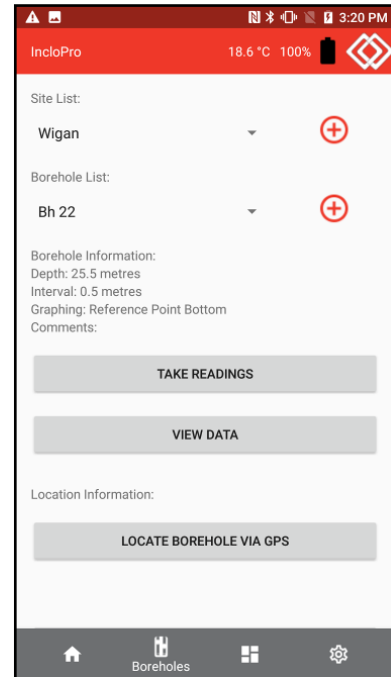 3:20 PM
IncloPro 18.6 °C 100%
Site List:
Wigan
Borehole List:
Bh 22
Borehole Information:
Depth: 25.5 metres
Interval: 0.5 metres
Graphing: Reference Point Bottom
Comments:
TAKE READINGS
VIEW DATA
Location Information:
LOCATE BOREHOLE VIA GPS
Boreholes